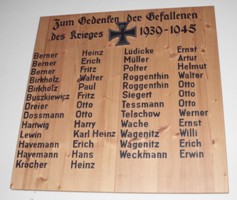 Zum Gedenken der Gefallenen
des Krieges 1939-1945
Berner Heinz
Berner Erich
Berner Fritz
Birkholz Walter
Birkholz Paul
Buszkiewicz Fritz
Dreier Otto
Dossmann Otto
Hartwig Harry
Lewin Karl Heinz
Havemann Erich
Havemann Hans
Kracher Heinz
Lüdicke Ernst
Müller Artur
Polter Helmut
Roggenthin Walter
Roggenthin Otto
Siegert Otto
Tessmann Otto
Telschow Werner
Wache Ernst
Wagenitz Willi
Wagenitz Erich
Weckmann Erwin